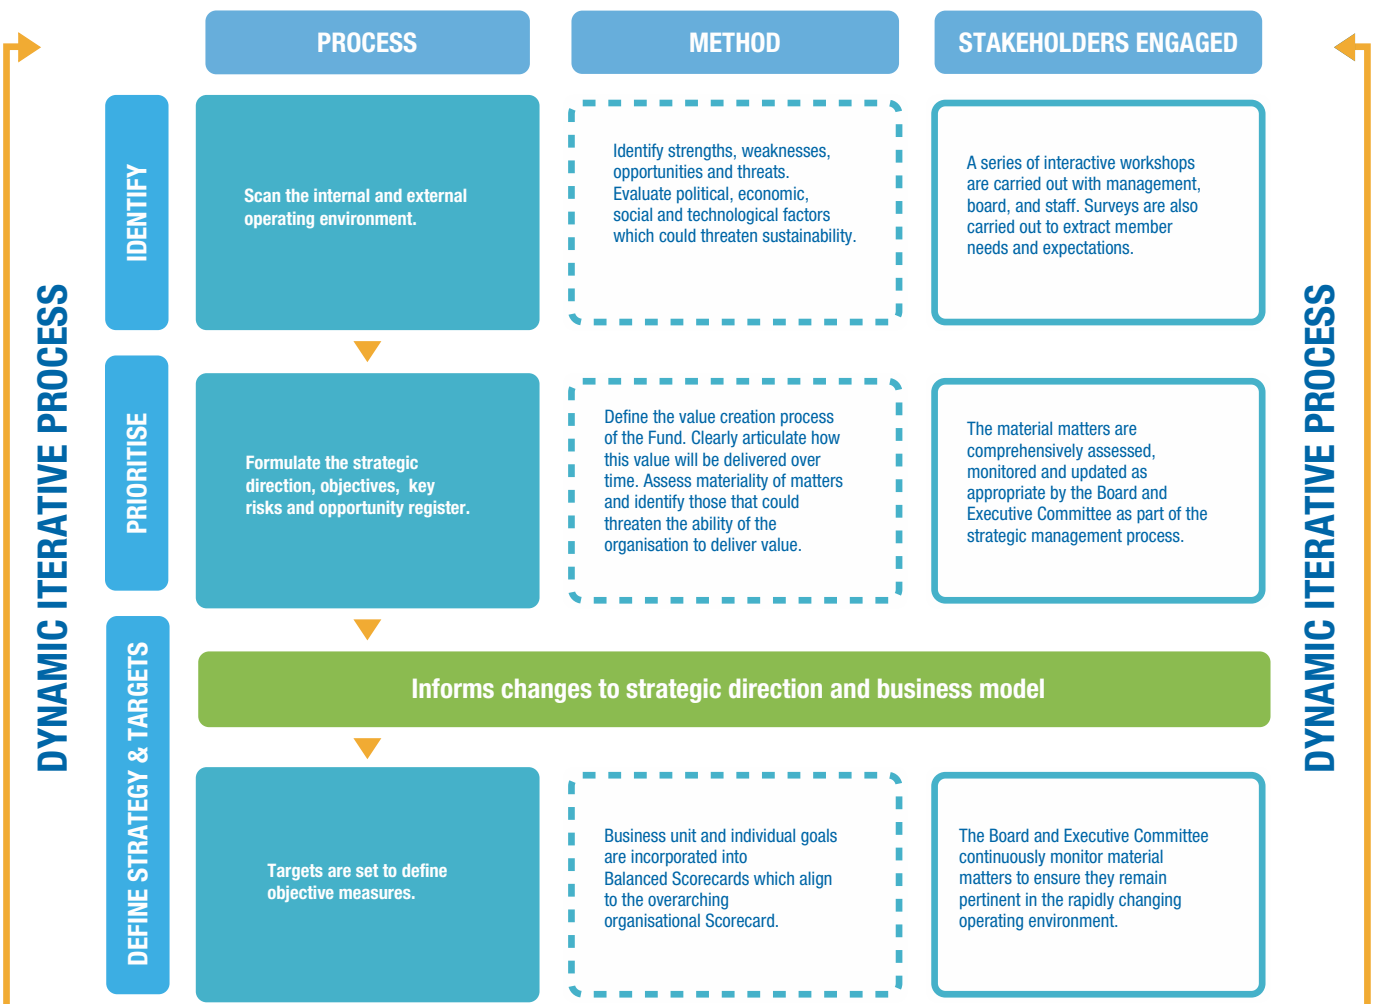 PROCESS
METHOD
STAKEHOLDERS ENGAGED
DYNAMIC ITERATIVE PROCESS
IDENTIFY
Scan the internal and external
operating environment.
Identify strengths, weaknesses,
opportunities and threats.
Evaluate political, economic,
social and technological factors
which could threaten sustainability.
A series of interactive workshops
are carried out with management,
board, and staff. Surveys are also
carried out to extract member
needs and expectations.
PRIORITISE
Formulate the strategic
direction, objectives, key
risks and opportunity register.
Define the value creation process
of the Fund. Clearly articulate how
this value will be delivered over
time. Assess materiality of matters
and identify those that could
threaten the ability of the
organisation to deliver value.
The material matters are
comprehensively assessed,
monitored and updated as
appropriate by the Board and
Executive Committee as part of the
strategic management process.
DEFINE STRATEGY & TARGETS
Informs changes to strategic direction and business model
Targets are set to define
objective measures.
Business unit and individual goals
are incorporated into
Balanced Scorecards which align
to the overarching
organisational Scorecard.
The Board and Executive Committee
continuously monitor material
matters to ensure they remain
pertinent in the rapidly changing
operating environment.
DYNAMIC ITERATIVE PROCESS